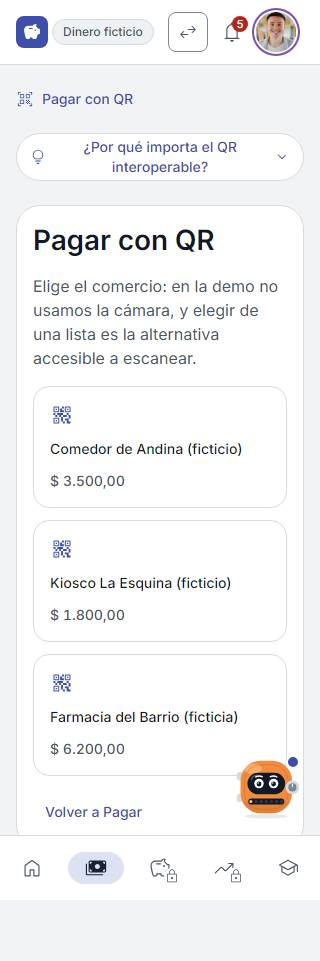 Dinero ficticio
5
Pagar con QR
¿Por qué importa el QR
interoperable?
Pagar con QR
Elige el comercio: en la demo no
usamos la cámara, y elegir de
una lista es la alternativa
accesible a escanear.
Comedor de Andina (ficticio)
$ 3.500,00
Kiosco La Esquina (ficticio)
$ 1.800,00
Farmacia del Barrio (ficticia)
$ 6.200,00
Volver a Pagar